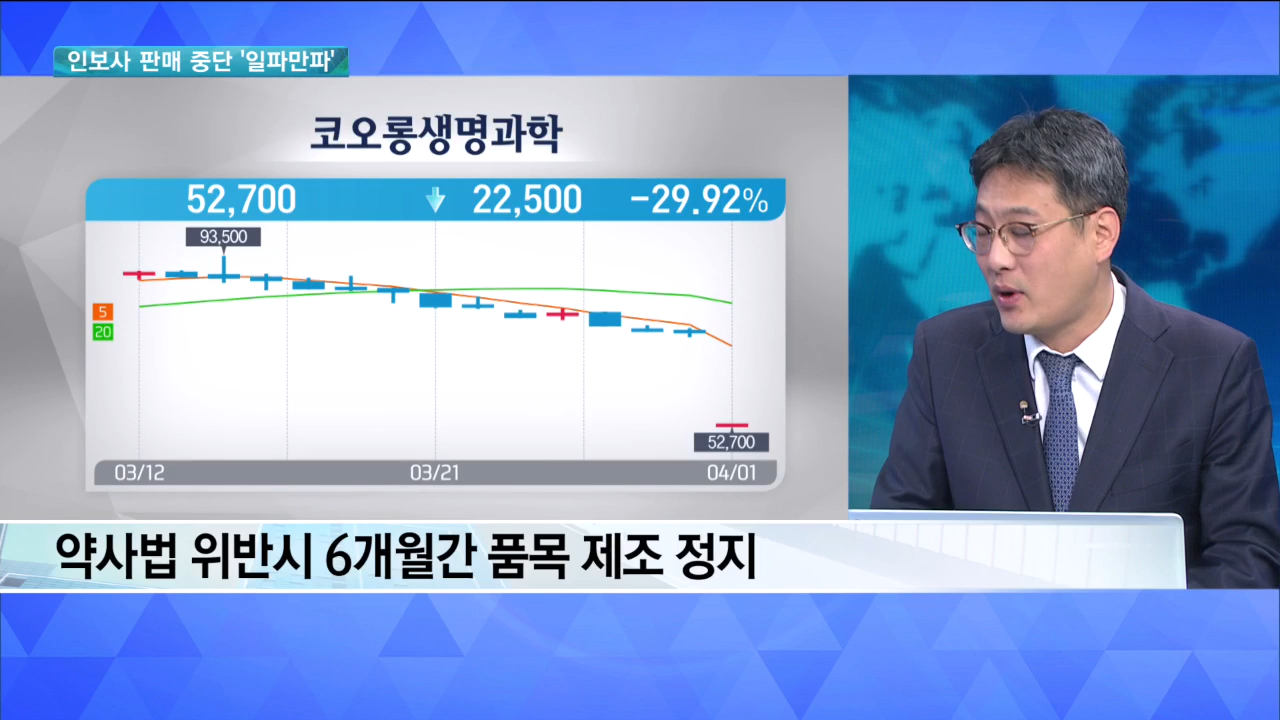 인보사 판매 중단 '일파만파'
코오롱생명과학
52,700 22,500 -29.92%
93,500
5
20
52,700
03/12 03/21 04/01
약사법 위반시 6개월간 품목 제조 정지